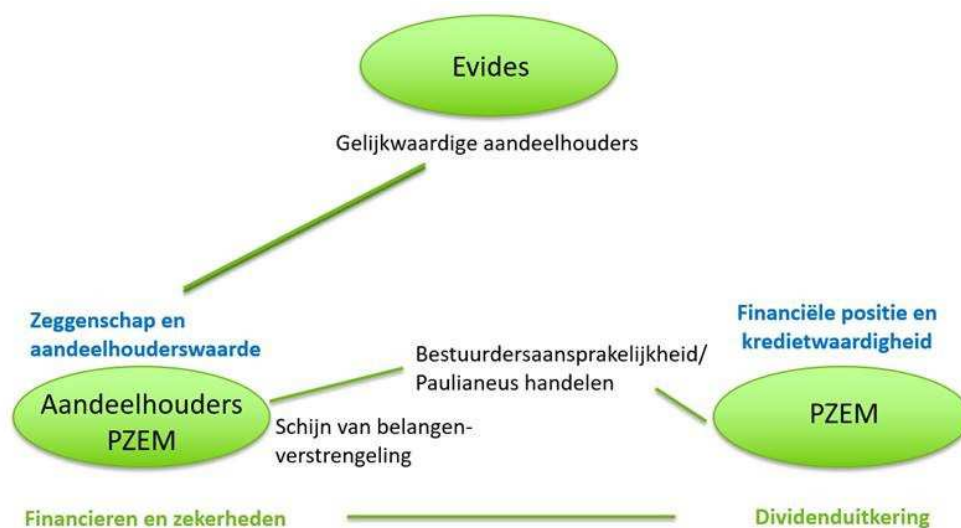 Evides
Gelijkwaardige aandeelhouders
Zeggenschap en
aandeelhouderswaarde
Financiële positie en
kredietwaardigheid
Bestuurdersaansprakelijkheid/
Paulianeus handelen
Aandeelhouders
PZEM
Schijn van belangen-
verstrengeling
PZEM
Financieren en zekerheden
Dividenduitkering